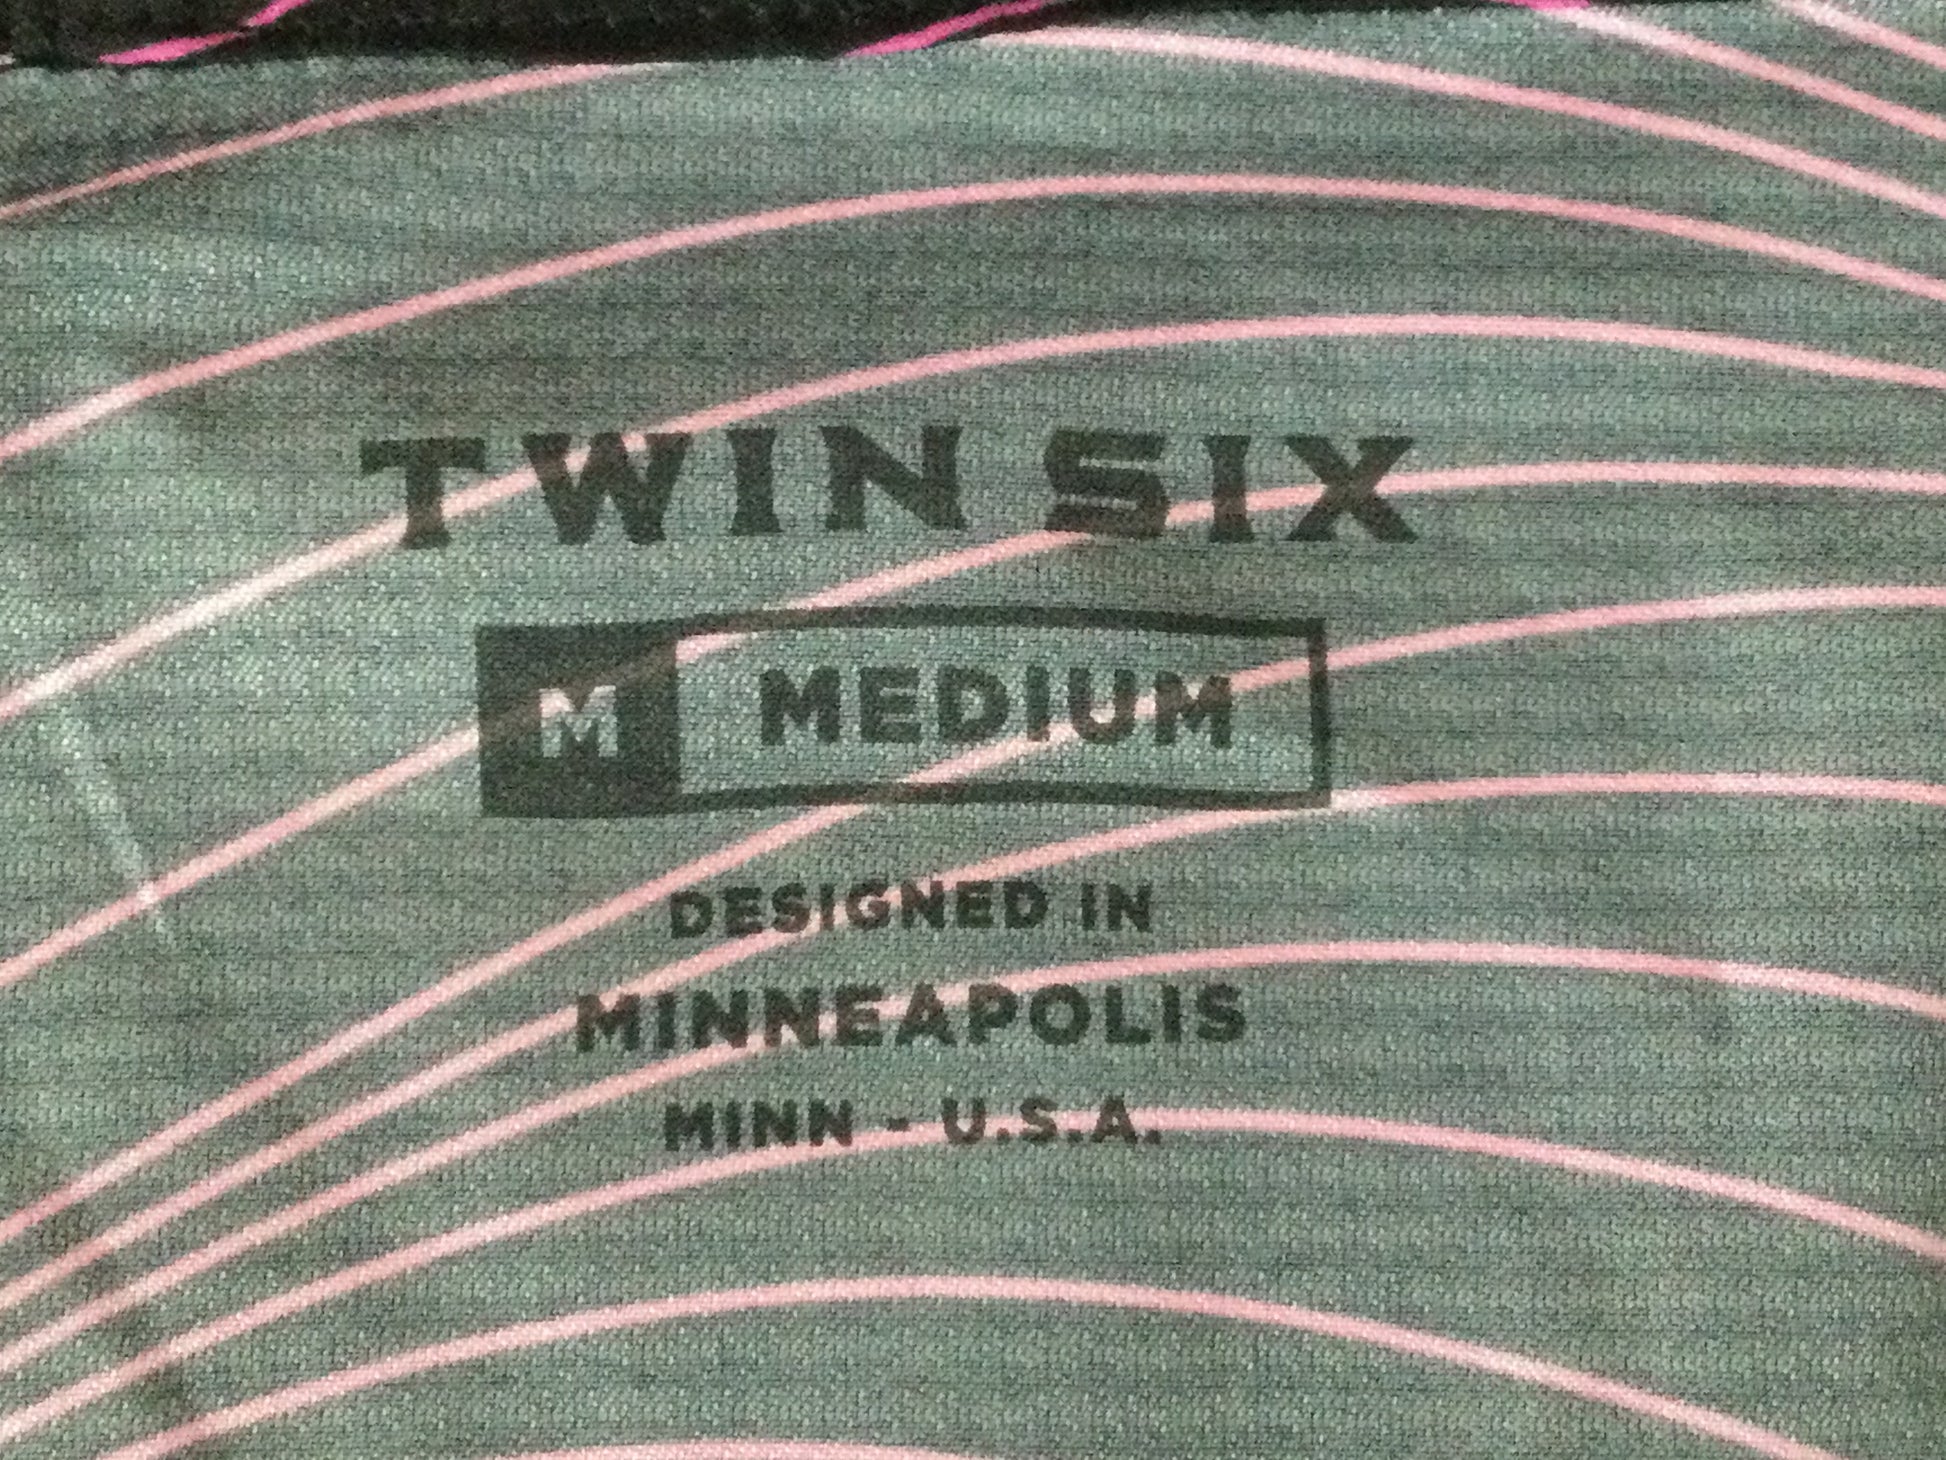 TWIN SIX
M MEDIUM
DESIGNED IN
MINNEAPOLIS
MINN - U.S.A.